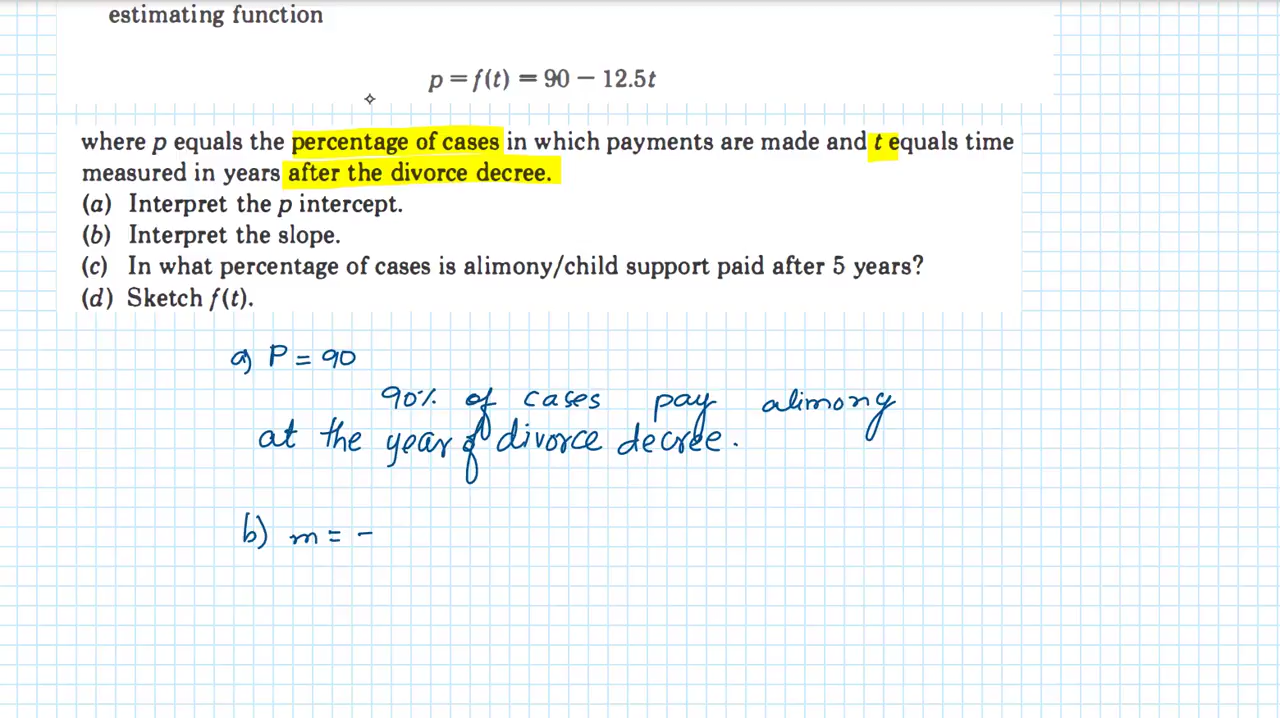 estimating function
p = f(t) = 90 − 12.5t
where p equals the percentage of cases in which payments are made and t equals time
measured in years after the divorce decree.
(a) Interpret the p intercept.
(b) Interpret the slope.
(c) In what percentage of cases is alimony/child support paid after 5 years?
(d) Sketch f(t).
a) P = 90
90% of cases pay alimony
at the year of divorce decree.
b) m = -